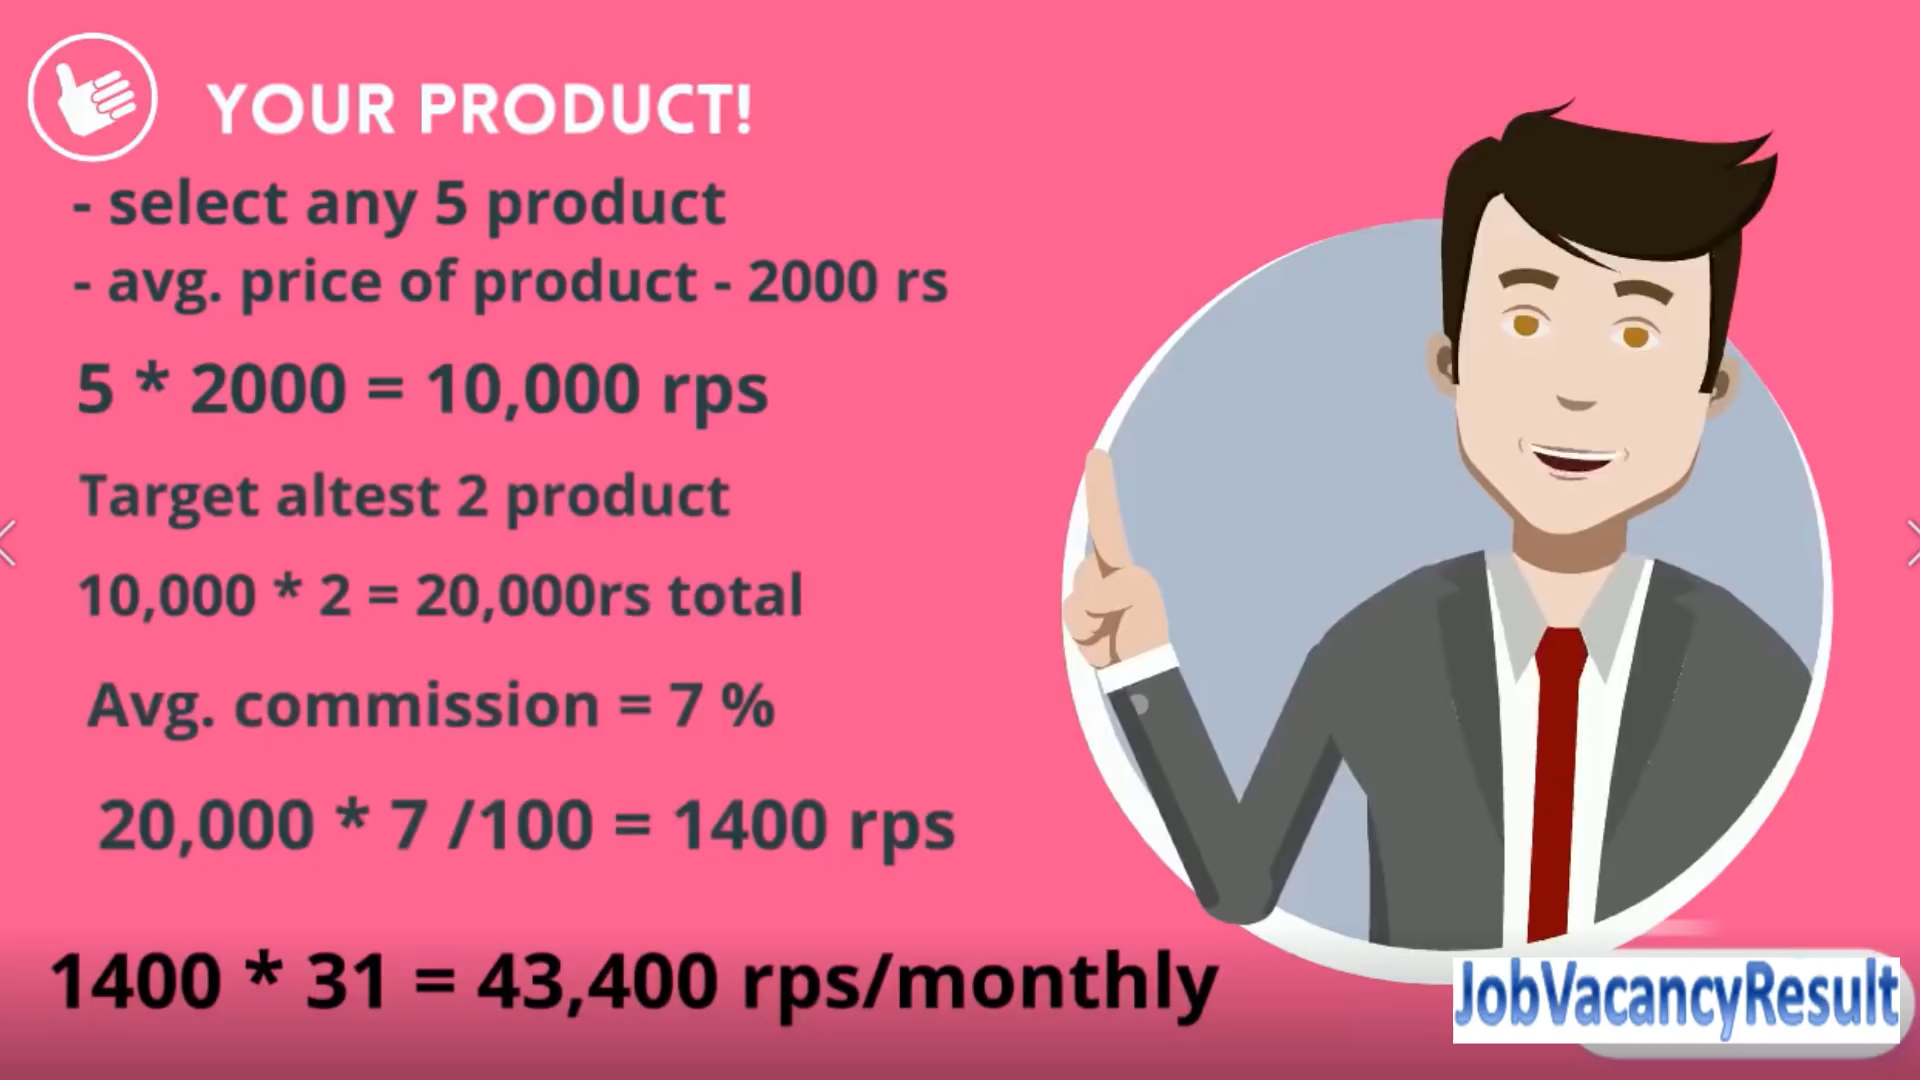 YOUR PRODUCT!
- select any 5 product
- avg. price of product - 2000 rs
5 * 2000 = 10,000 rps
Target altest 2 product
10,000 * 2 = 20,000rs total
Avg. commission = 7 %
20,000 * 7 /100 = 1400 rps
1400 * 31 = 43,400 rps/monthly
JobVacancyResult